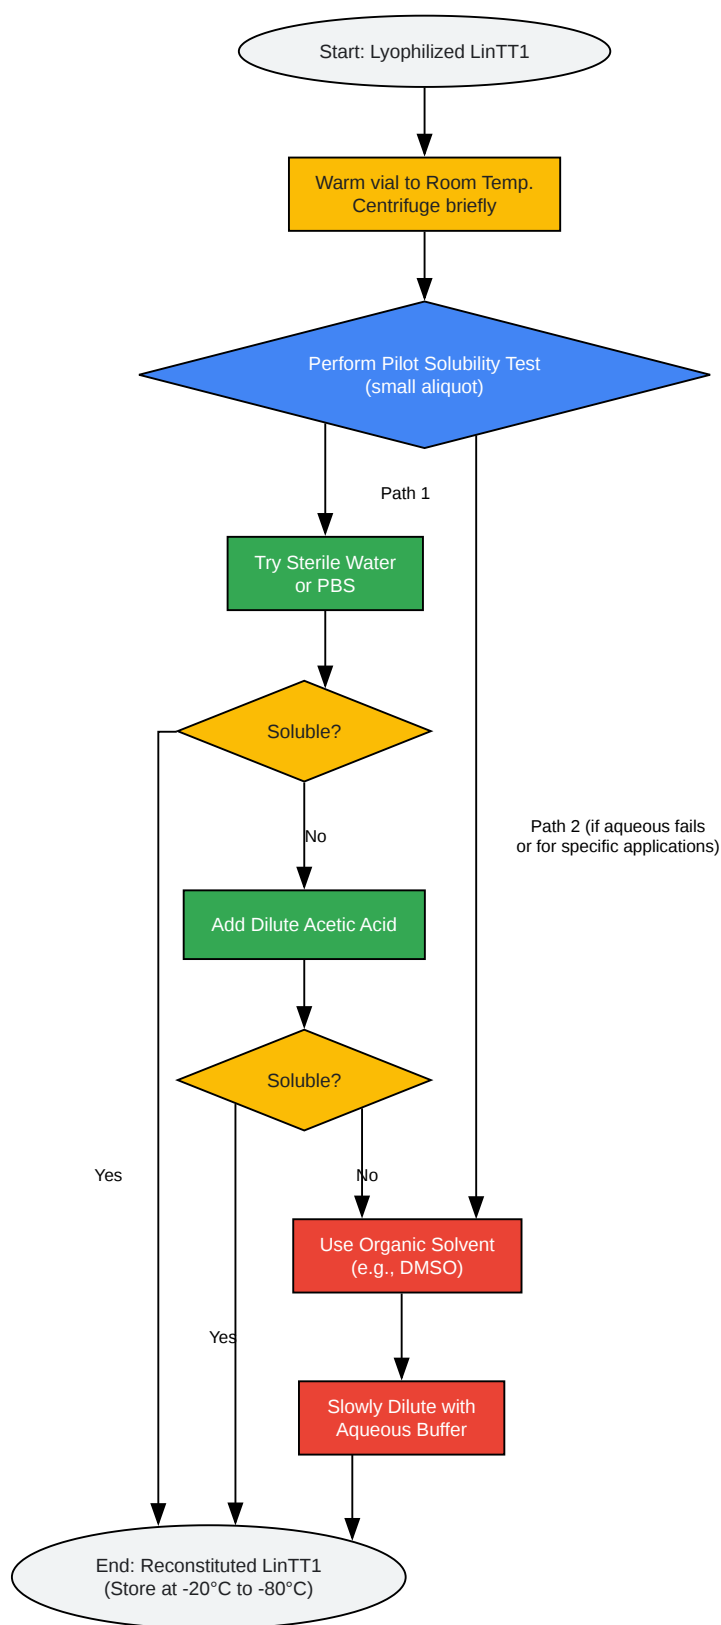 Start: Lyophilized LinTT1
Warm vial to Room Temp.
Centrifuge briefly
Perform Pilot Solubility Test
(small aliquot)
Path 1
Try Sterile Water
or PBS
Soluble?
Path 2 (if aqueous fails
or for specific applications)
No
Add Dilute Acetic Acid
Soluble?
Yes
No
Use Organic Solvent
(e.g., DMSO)
Yes
Slowly Dilute with
Aqueous Buffer
End: Reconstituted LinTT1
(Store at -20°C to -80°C)